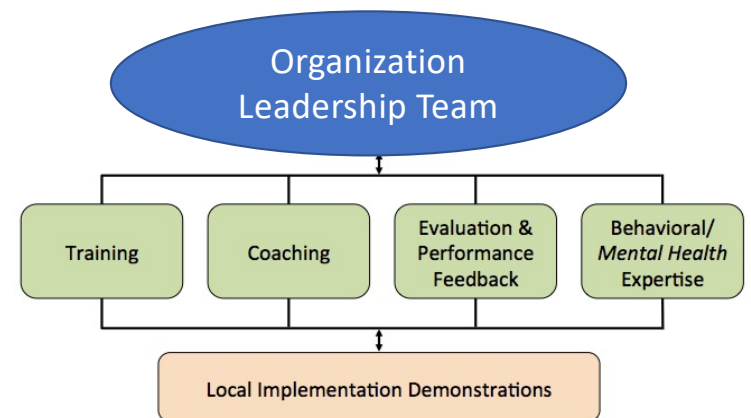 Organization
Leadership Team
Training
Coaching
Evaluation &
Performance
Feedback
Behavioral/
Mental Health
Expertise
Local Implementation Demonstrations